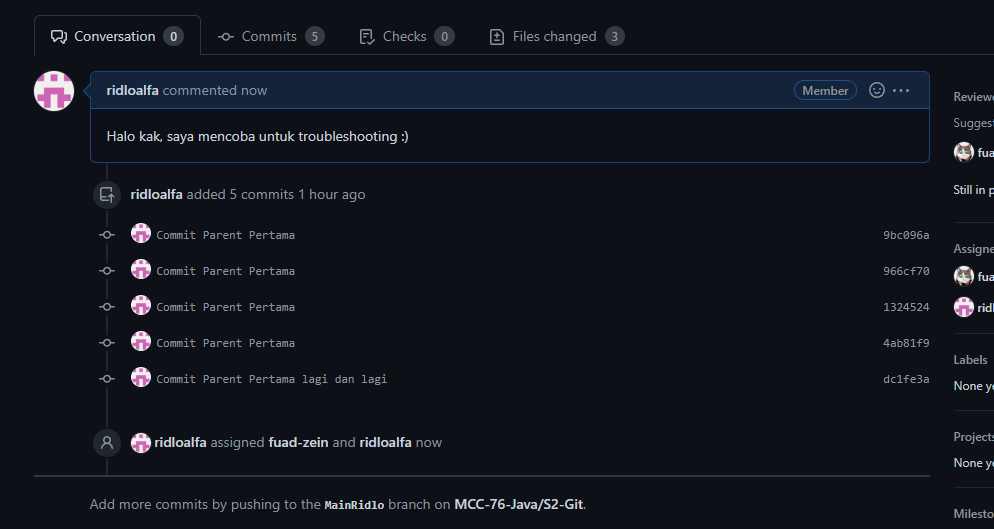 Conversation 0 Commits 5 Checks 0 Files changed 3
ridloalfa commented now Member
Halo kak, saya mencoba untuk troubleshooting :)
ridloalfa added 5 commits 1 hour ago
Commit Parent Pertama 9bc096a
Commit Parent Pertama 966cf70
Commit Parent Pertama 1324524
Commit Parent Pertama 4ab81f9
Commit Parent Pertama lagi dan lagi dc1fe3a
ridloalfa assigned fuad-zein and ridloalfa now
Add more commits by pushing to the MainRidlo branch on MCC-76-Java/S2-Git.
Reviewe
Suggest
fua
Still in p
Assigne
fua
ridl
Labels
None ye
Projects
None ye
Milesto